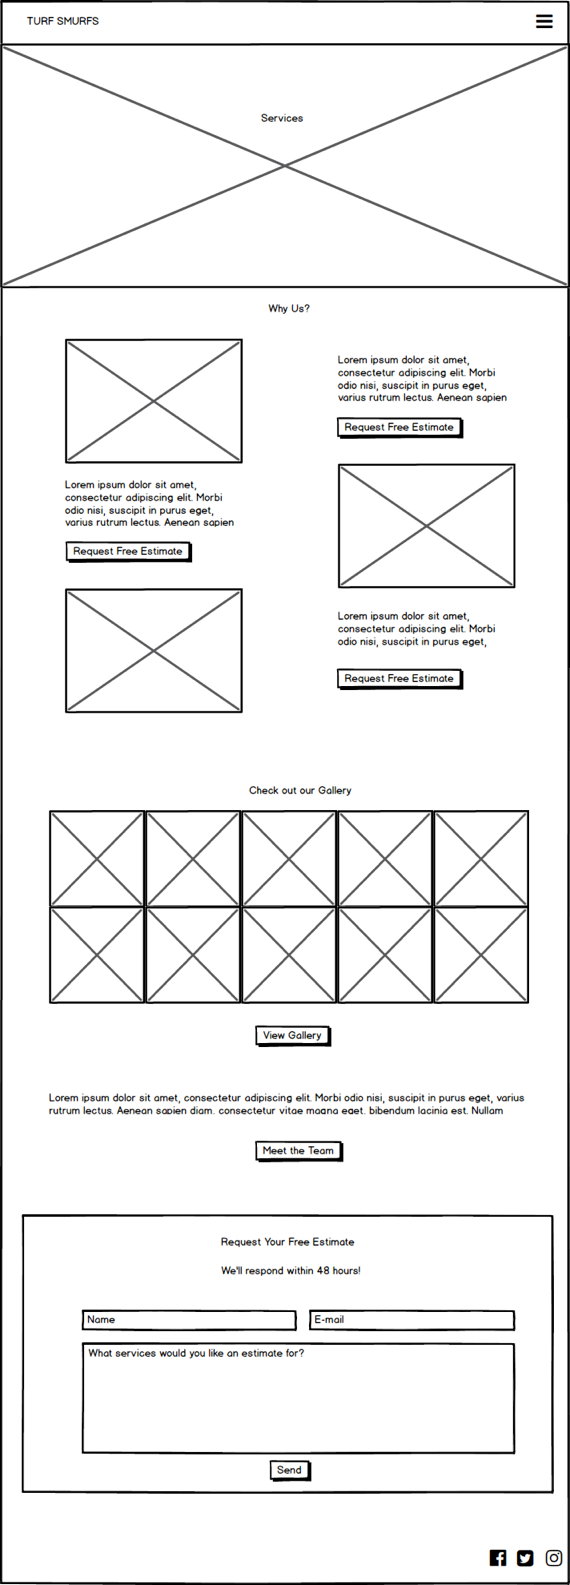 TURF SMURFS
Services
Why Us?
Lorem ipsum dolor sit amet,
consectetur adipiscing elit. Morbi
odio nisi, suscipit in purus eget,
varius rutrum lectus. Aenean sapien
Request Free Estimate
Lorem ipsum dolor sit amet,
consectetur adipiscing elit. Morbi
odio nisi, suscipit in purus eget,
varius rutrum lectus. Aenean sapien
Request Free Estimate
Lorem ipsum dolor sit amet,
consectetur adipiscing elit. Morbi
odio nisi, suscipit in purus eget,
Request Free Estimate
Check out our Gallery
View Gallery
Lorem ipsum dolor sit amet, consectetur adipiscing elit. Morbi odio nisi, suscipit in purus eget, varius
rutrum lectus. Aenean sapien diam, consectetur vitae magna eget, bibendum lacinia est. Nullam
Meet the Team
Request Your Free Estimate
We'll respond within 48 hours!
Name
E-mail
What services would you like an estimate for?
Send